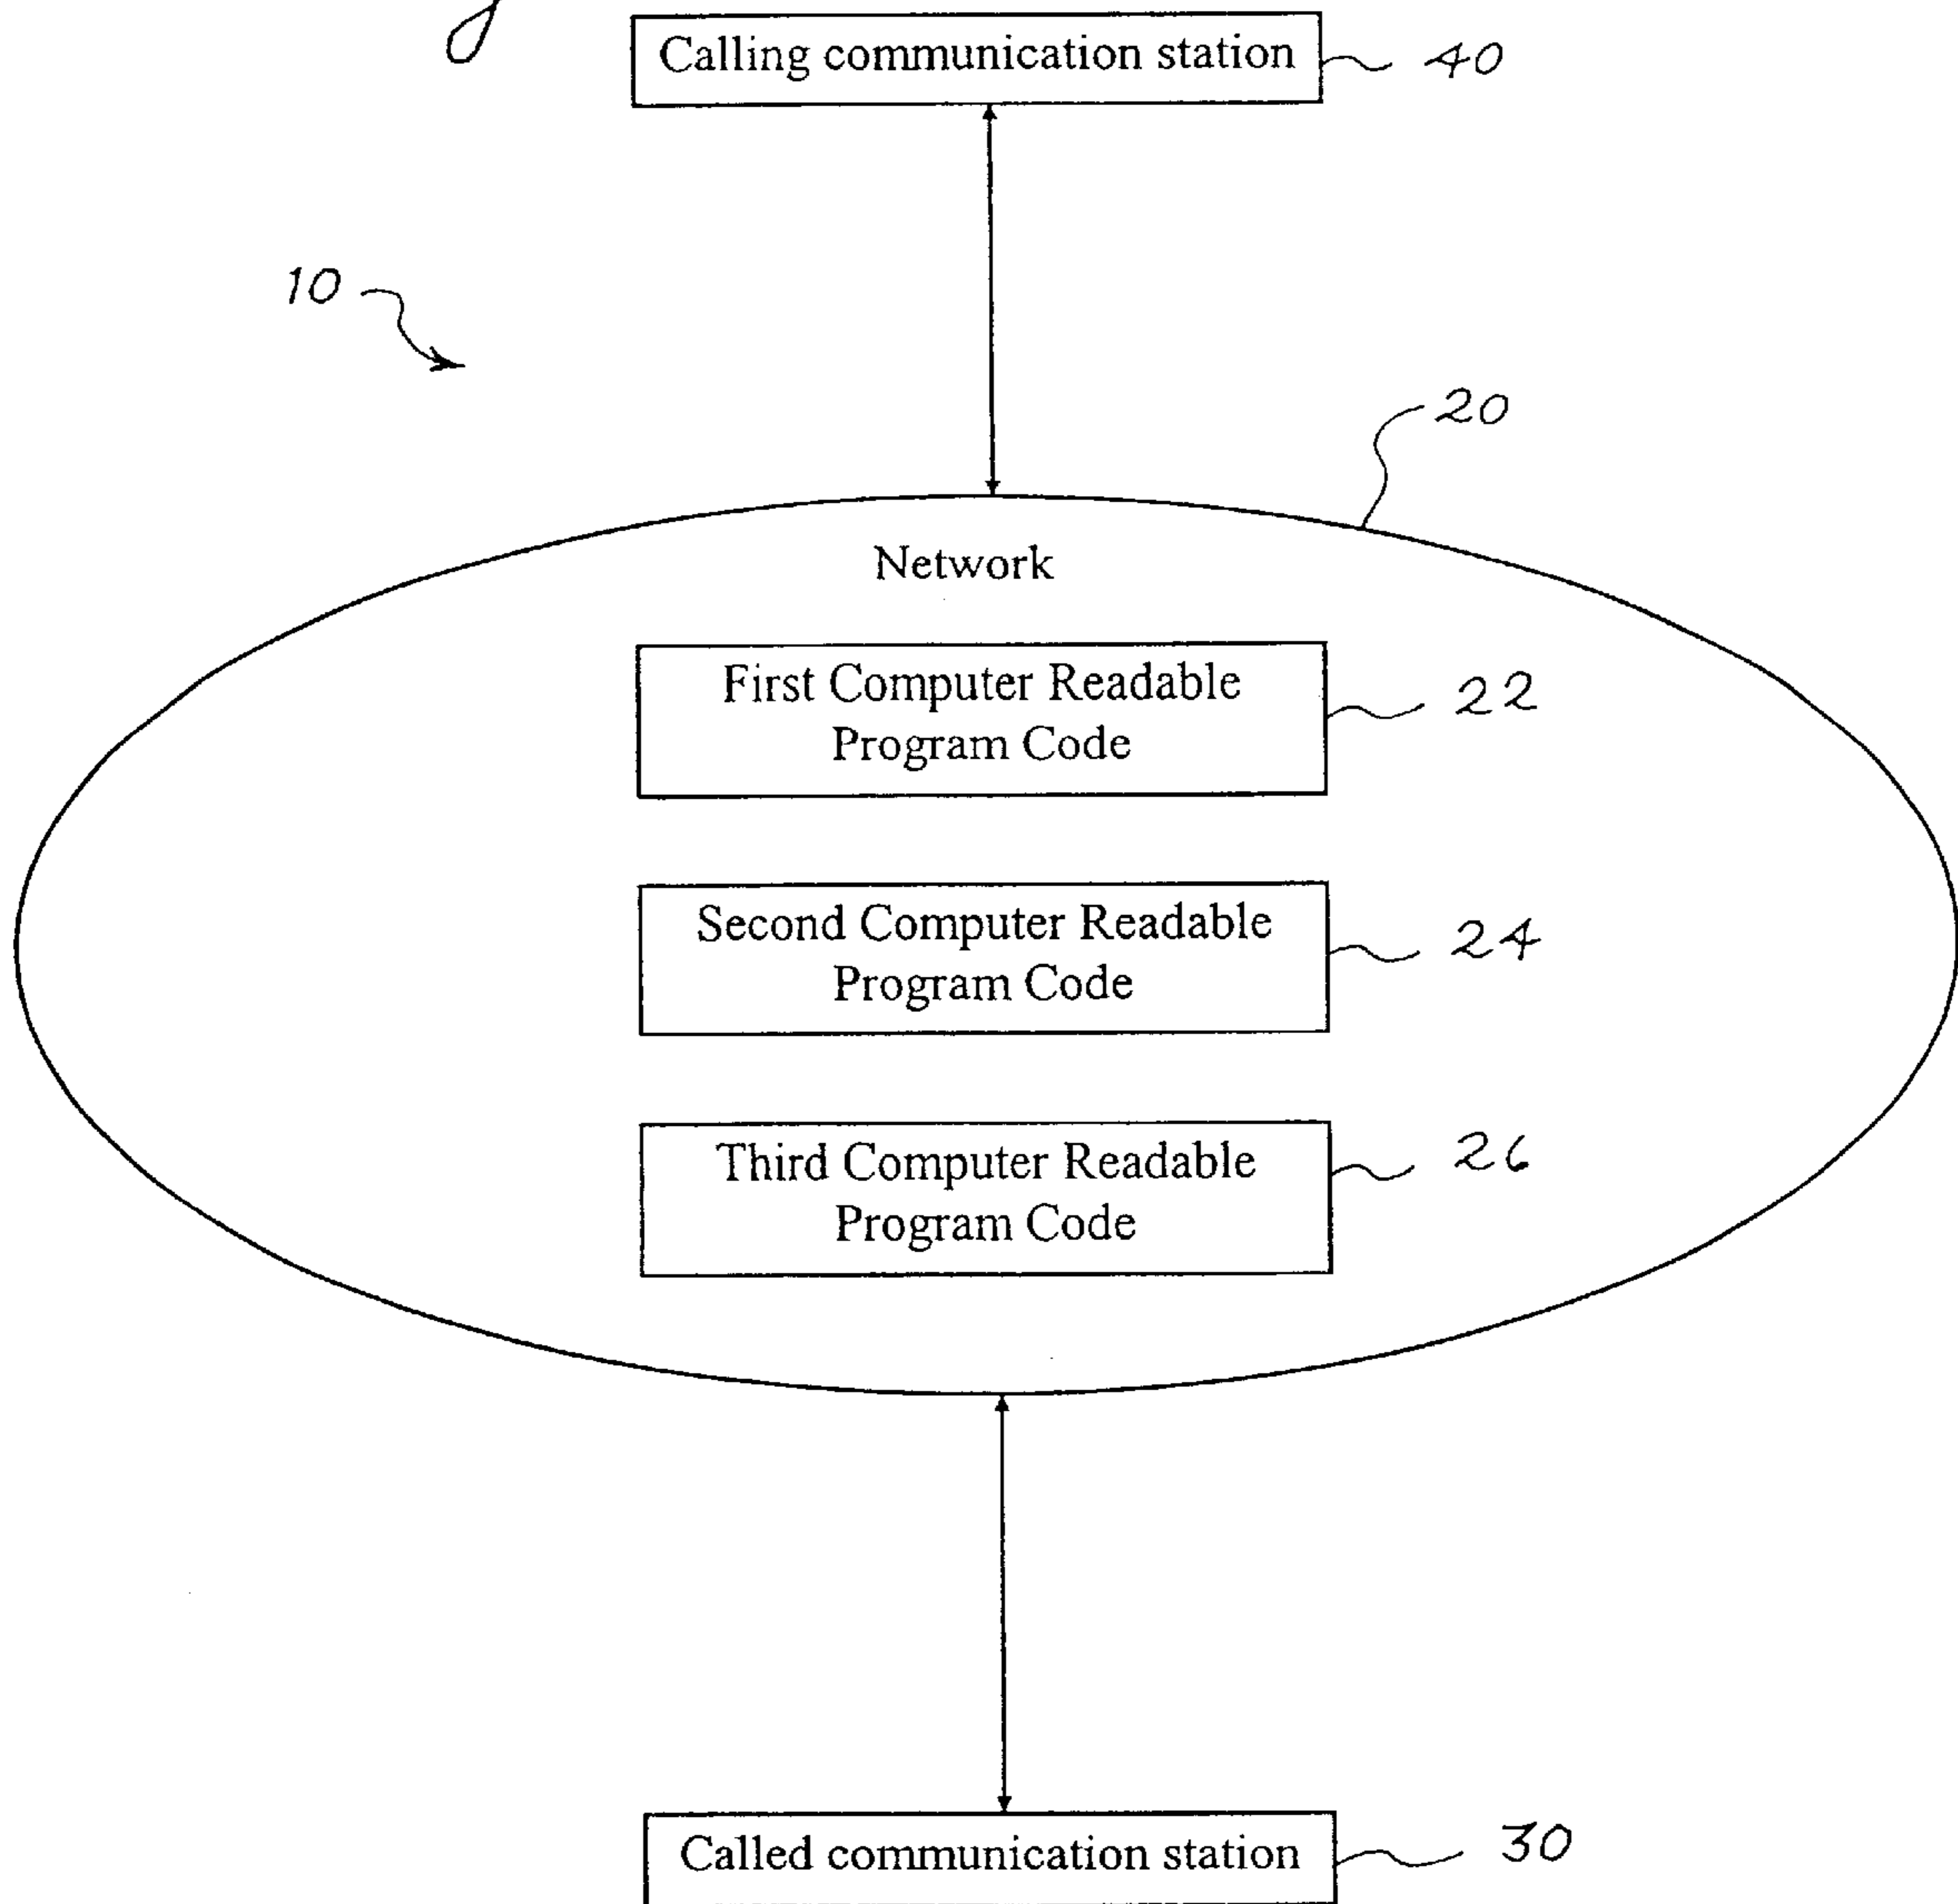 Calling communication station 40
10
20
Network
First Computer Readable
Program Code
22
Second Computer Readable
Program Code
24
Third Computer Readable
Program Code
26
Called communication station 30